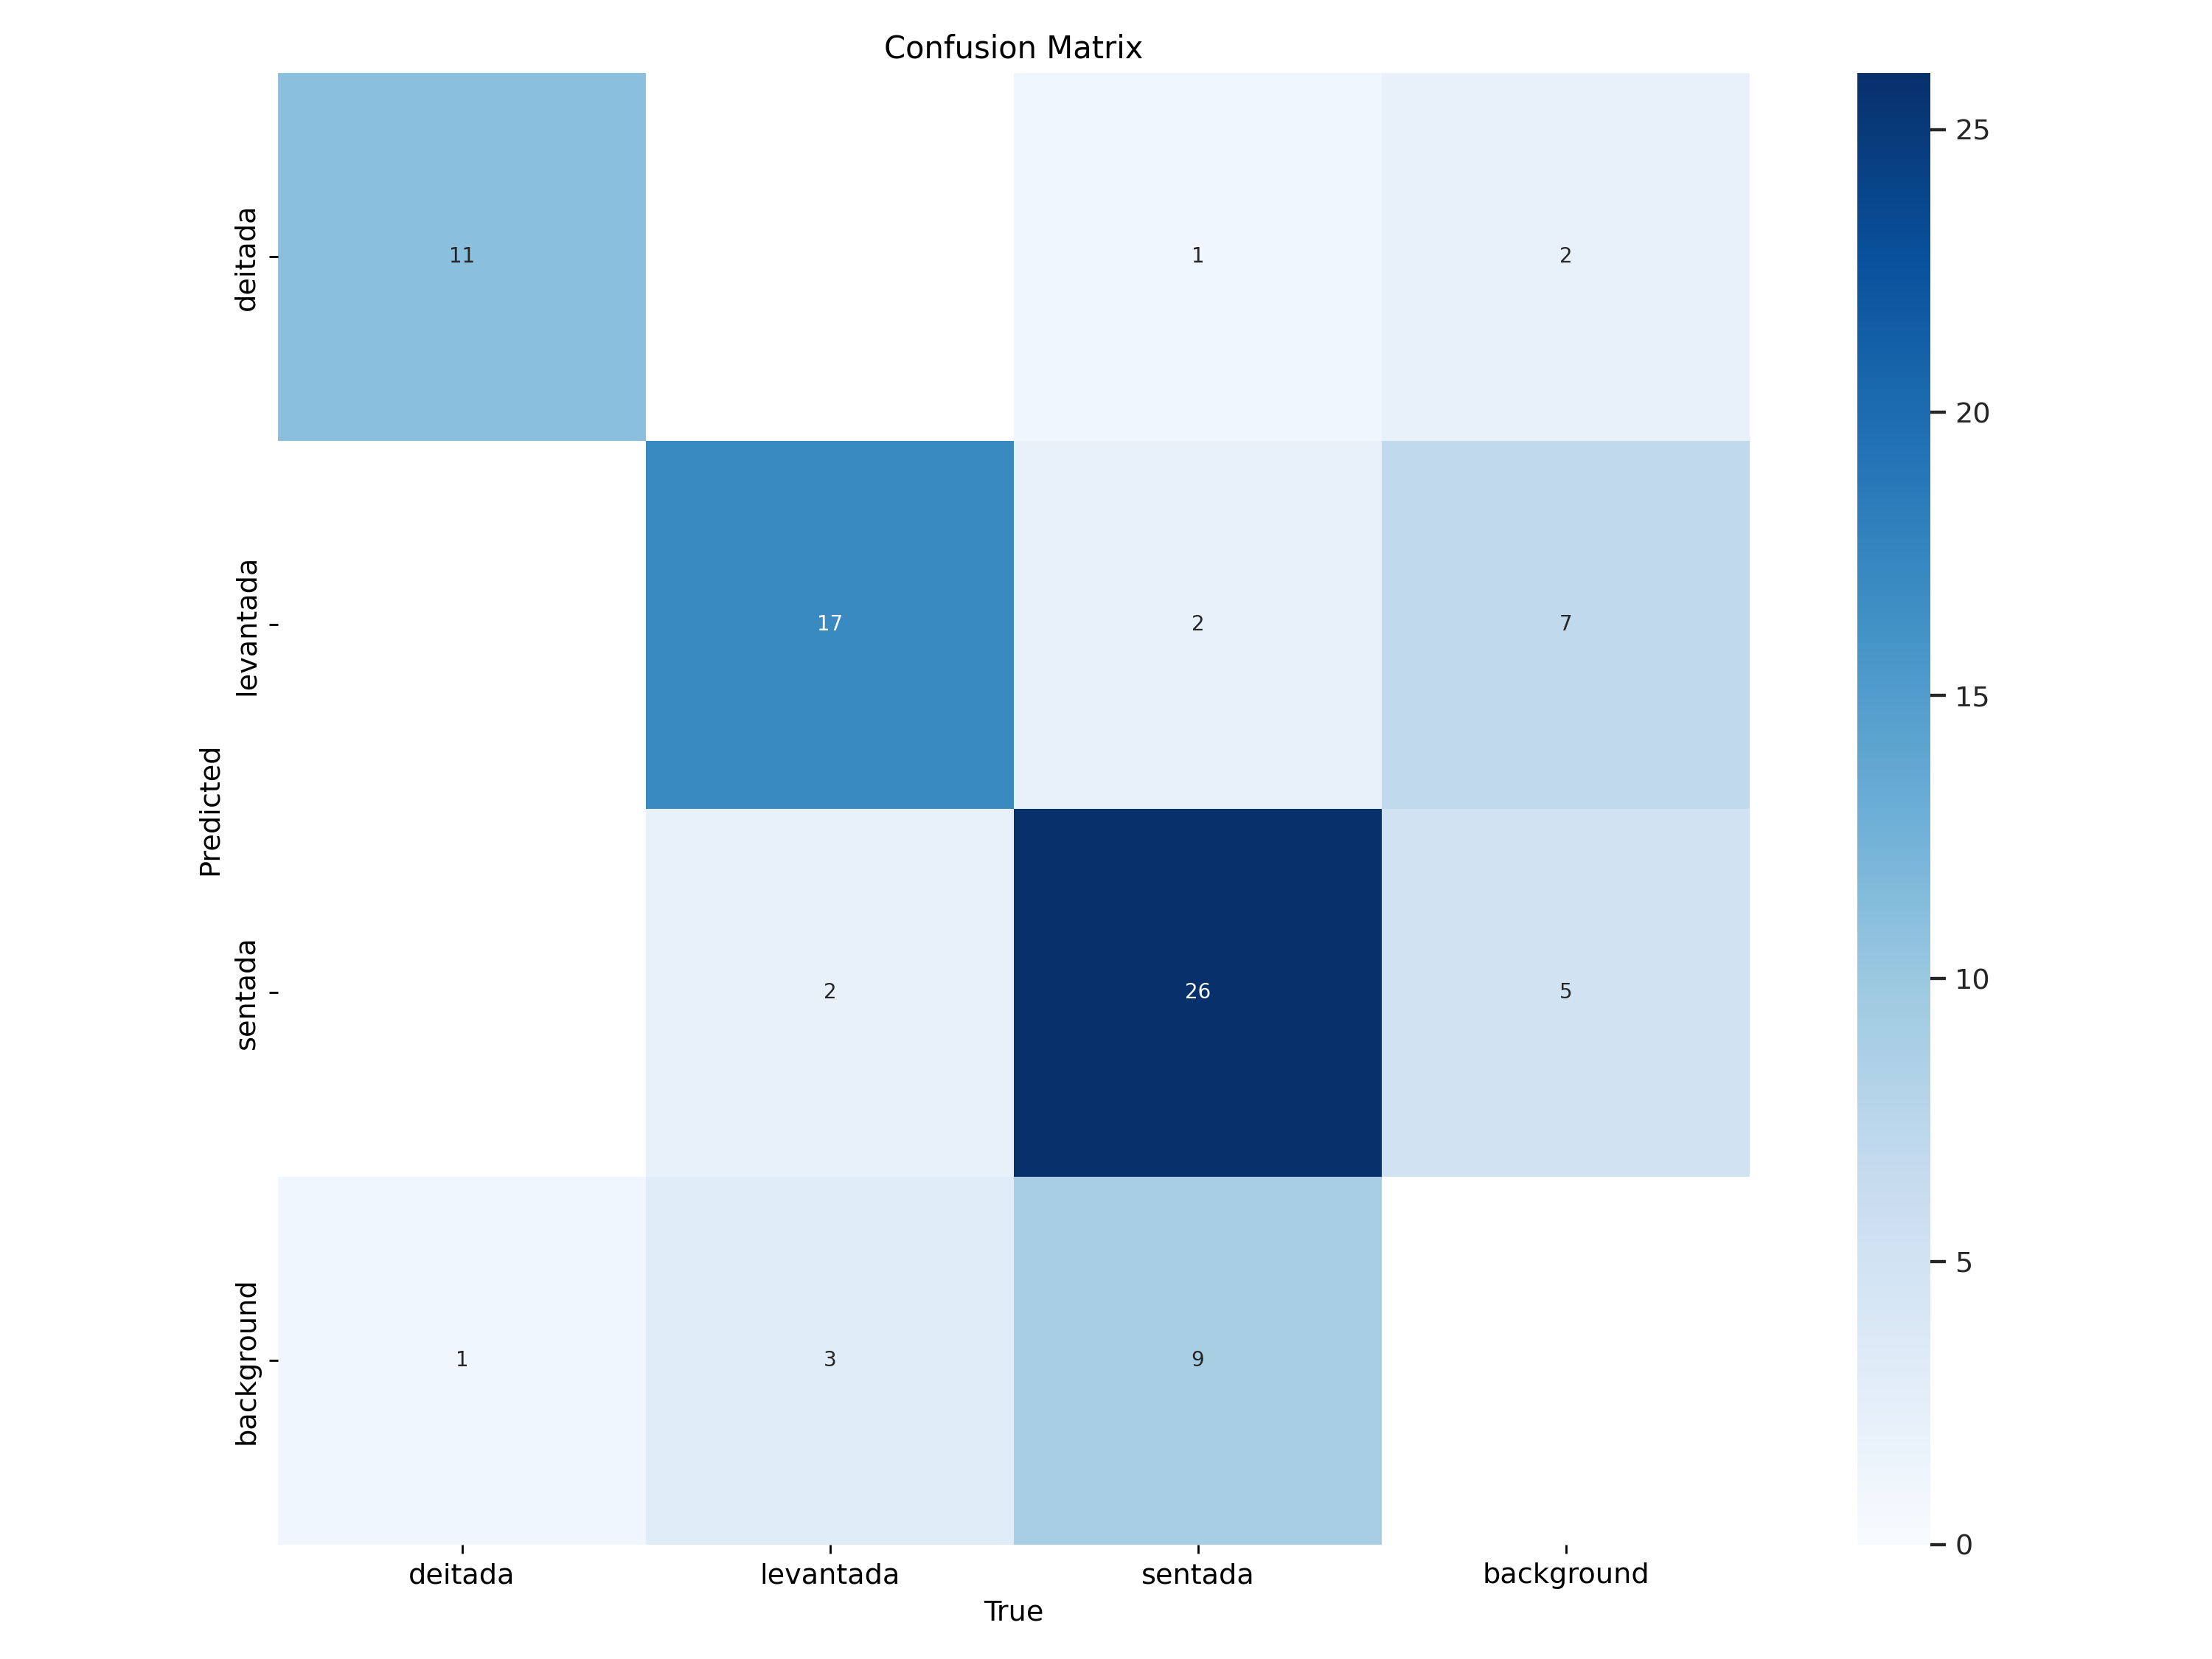 Confusion Matrix
deitada
11
1
2
levantada
17
2
7
sentada
2
26
5
background
1
3
9
Predicted
deitada
levantada
sentada
background
True
25
20
15
10
5
0